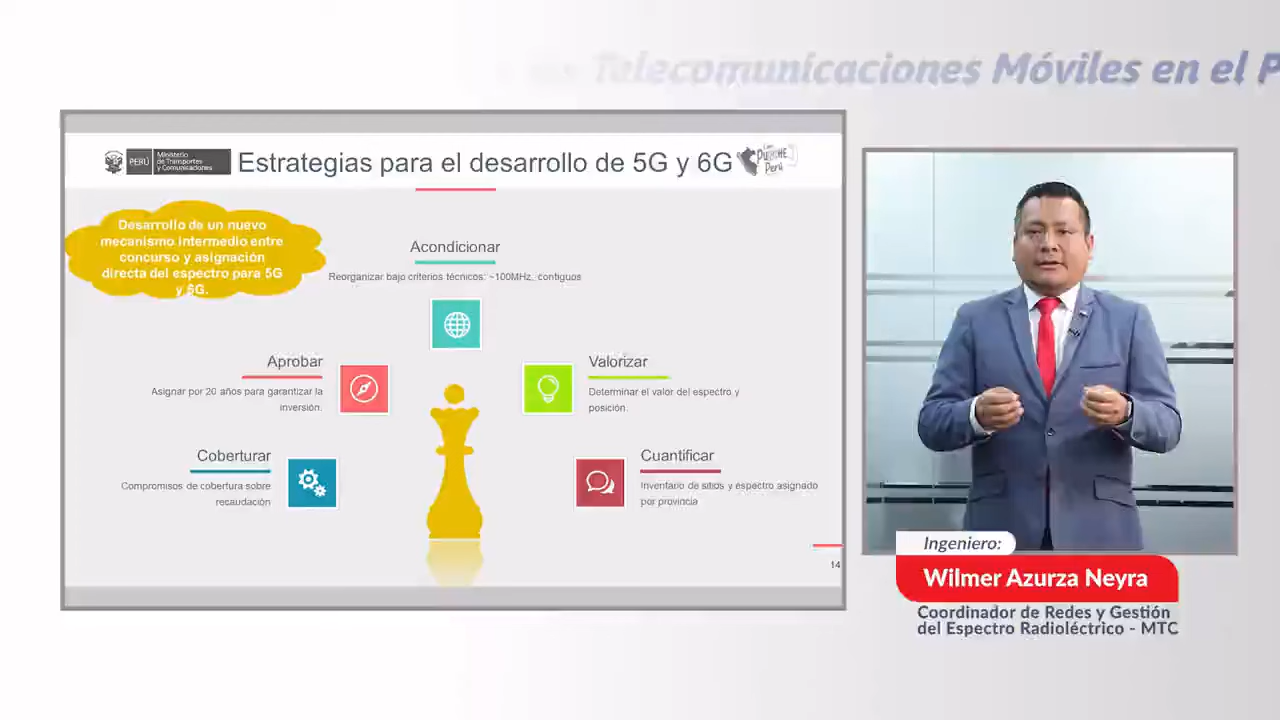 Telecomunicaciones Móviles en el P
PERÚ
Ministerio
de Transportes
y Comunicaciones
Estrategias para el desarrollo de 5G y 6G
Con
PUNCHE
Perú
Desarrollo de un nuevo
mecanismo intermedio entre
concurso y asignación
directa del espectro para 5G
y 6G.
Acondicionar
Reorganizar bajo criterios técnicos: ~100MHz, contiguos
Aprobar
Asignar por 20 años para garantizar la
inversión.
Valorizar
Determinar el valor del espectro y
posición.
Coberturar
Compromisos de cobertura sobre
recaudación
Cuantificar
Inventario de sitios y espectro asignado
por provincia
14
Ingeniero:
Wilmer Azurza Neyra
Coordinador de Redes y Gestión
del Espectro Radioléctrico - MTC